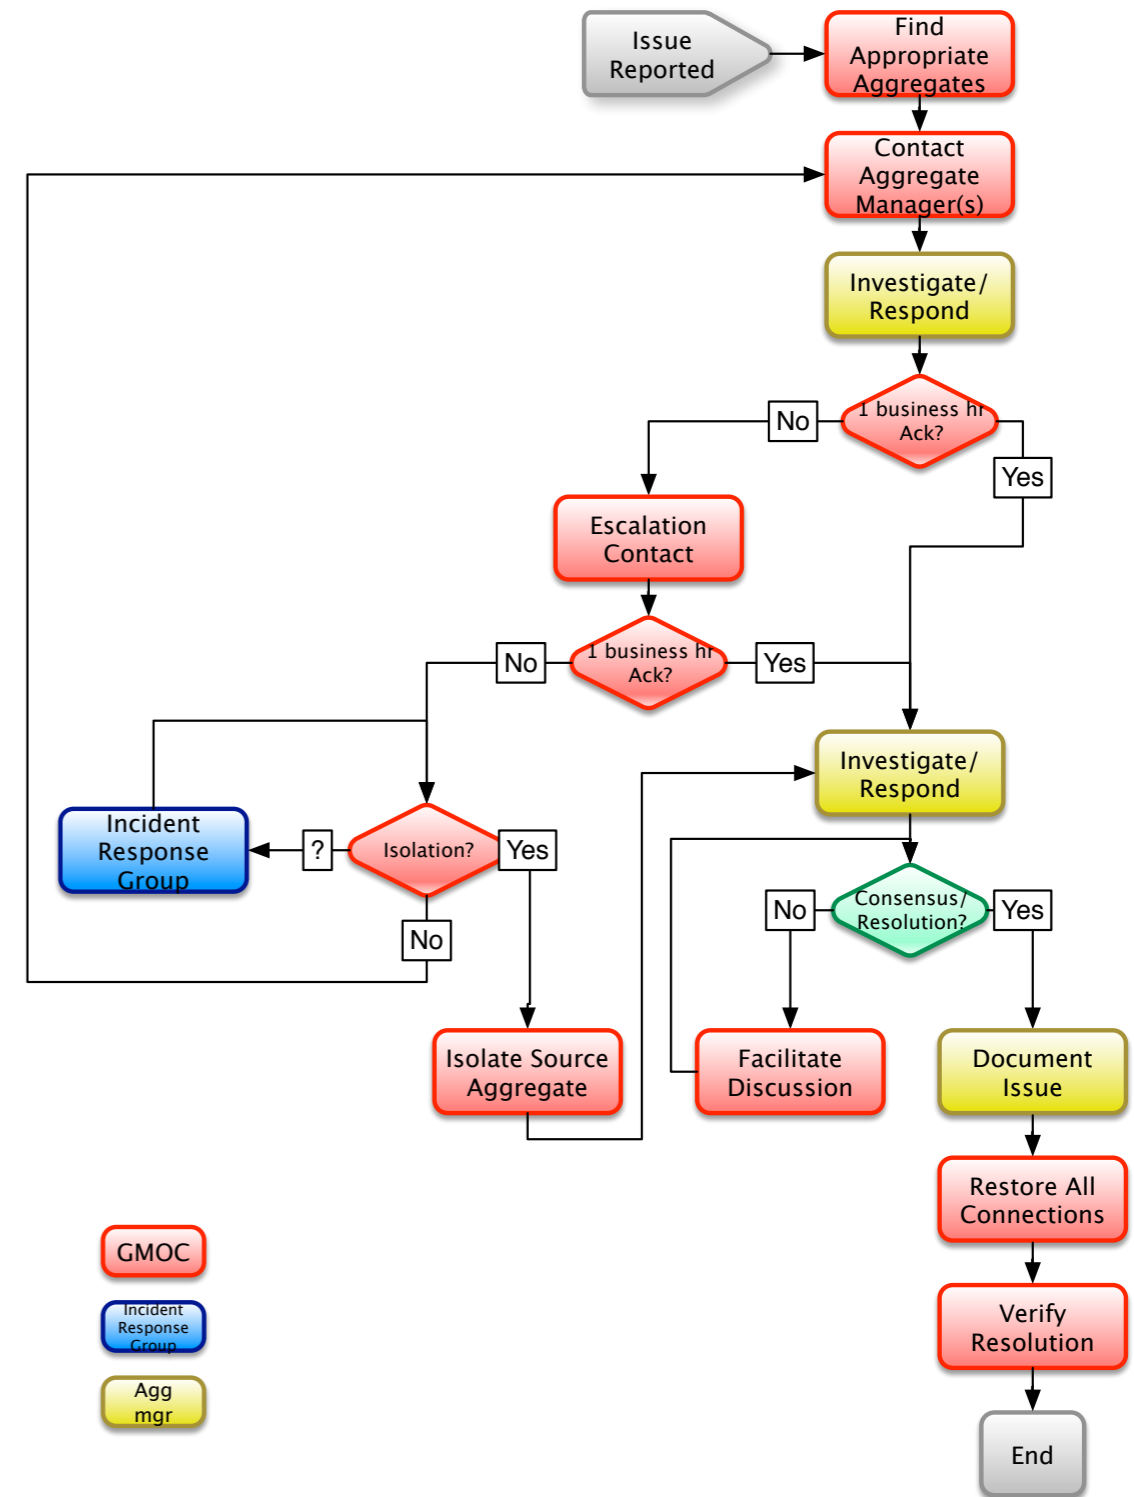 Issue
Reported
Find
Appropriate
Aggregates
Contact
Aggregate
Manager(s)
Investigate/
Respond
1 business hr
Ack?
No
Yes
Escalation
Contact
1 business hr
Ack?
No
Yes
Investigate/
Respond
Incident
Response
Group
?
Isolation?
Yes
No
Consensus/
Resolution?
No
Yes
Isolate Source
Aggregate
Facilitate
Discussion
Document
Issue
Restore All
Connections
Verify
Resolution
End
GMOC
Incident
Response
Group
Agg
mgr